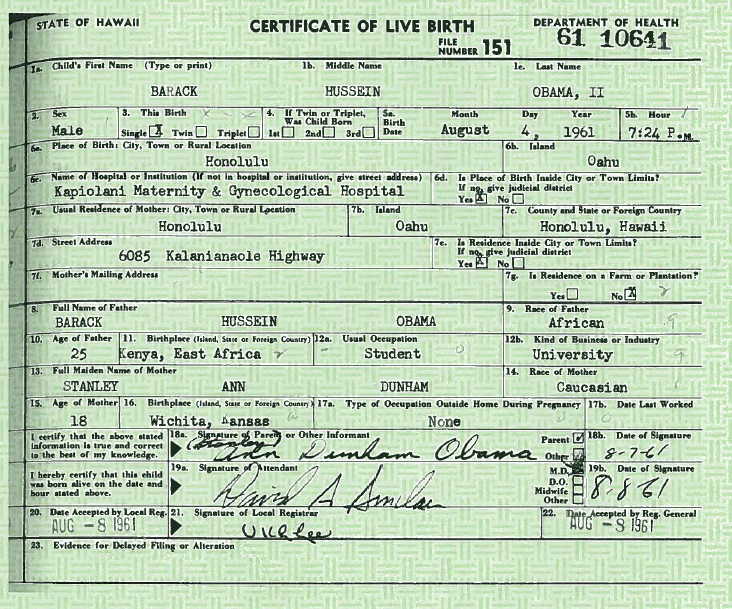 STATE OF HAWAII
CERTIFICATE OF LIVE BIRTH
DEPARTMENT OF HEALTH
FILE NUMBER 151 61 10641
1a. Child's First Name (Type or print) 1b. Middle Name 1c. Last Name
BARACK HUSSEIN OBAMA, II
2. Sex 3. This Birth 4. If Twin or Triplet, Was Child Born 5a. Birth Date Month Day Year 5b. Hour
Male Single X Twin Triplet 1st 2nd 3rd August 4, 1961 7:24 P.M.
6a. Place of Birth: City, Town or Rural Location 6b. Island
Honolulu Oahu
6c. Name of Hospital or Institution (If not in hospital or institution, give street address) 6d. Is Place of Birth Inside City or Town Limits? If no, give judicial district
Kapiolani Maternity & Gynecological Hospital Yes X No
7a. Usual Residence of Mother: City, Town or Rural Location 7b. Island 7c. County and State or Foreign Country
Honolulu Oahu Honolulu, Hawaii
7d. Street Address 7e. Is Residence Inside City or Town Limits? If no, give judicial district
6085 Kalanianaole Highway Yes X No
7f. Mother's Mailing Address 7g. Is Residence on a Farm or Plantation?
Yes No X
8. Full Name of Father 9. Race of Father
BARACK HUSSEIN OBAMA African
10. Age of Father 11. Birthplace (Island, State or Foreign Country) 12a. Usual Occupation 12b. Kind of Business or Industry
25 Kenya, East Africa Student University
13. Full Maiden Name of Mother 14. Race of Mother
STANLEY ANN DUNHAM Caucasian
15. Age of Mother 16. Birthplace (Island, State or Foreign Country) 17a. Type of Occupation Outside Home During Pregnancy 17b. Date Last Worked
18 Wichita, Kansas None
I certify that the above stated information is true and correct to the best of my knowledge. 18a. Signature of Parent or Other Informant Parent Other 18b. Date of Signature
(Stanley) Ann Dunham Obama 8-7-61
I hereby certify that this child was born alive on the date and hour stated above. 19a. Signature of Attendant M.D. D.O. Midwife Other 19b. Date of Signature
David A Sinclair 8-8-61
20. Date Accepted by Local Reg. 21. Signature of Local Registrar 22. Date Accepted by Reg. General
AUG -8 1961 UKLlee AUG -8 1961
23. Evidence for Delayed Filing or Alteration